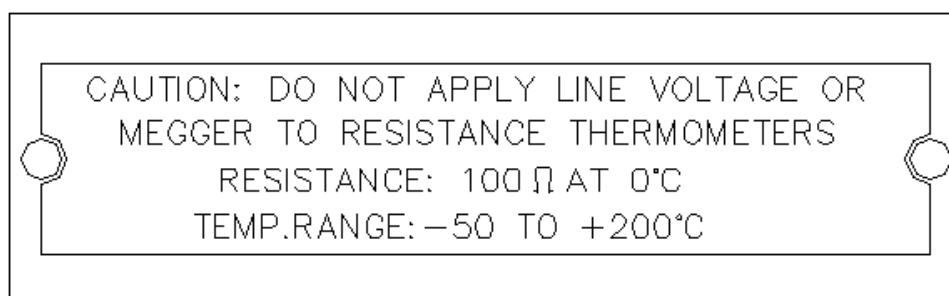 CAUTION: DO NOT APPLY LINE VOLTAGE OR
MEGGER TO RESISTANCE THERMOMETERS
RESISTANCE: 100Ω AT 0°C
TEMP.RANGE:-50 TO +200°C